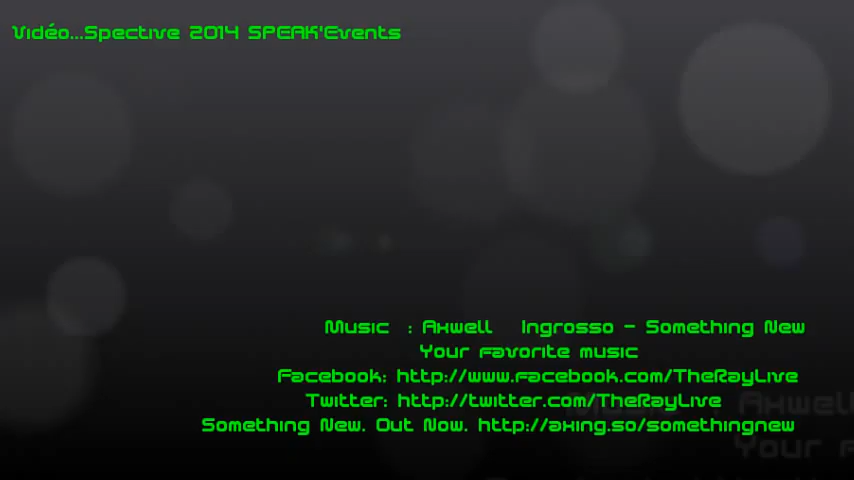 Vidéo...Spective 2014 SPEAK'Events
Music : Axwell Ingrosso - Something New
Your favorite music
Facebook: http://www.facebook.com/TheRayLive
Twitter: http://twitter.com/TheRayLive
Something New. Out Now. http://axing.so/somethingnew